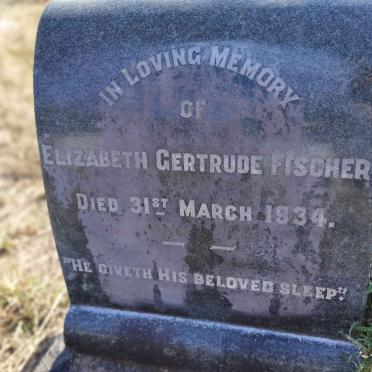 In Loving Memory
of
Elizabeth Gertrude Fischer
Died 31st March 1934.
"He giveth His beloved sleep."